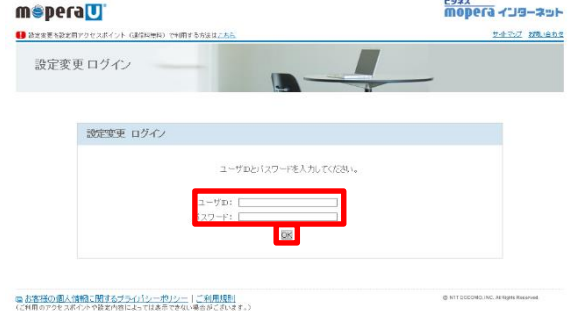 mopera U
ビジネス
mopera インターネット
設定変更を設定用アクセスポイント（通信料無料）で利用する方法はこちら
サイトマップ お問い合わせ
設定変更 ログイン
設定変更 ログイン
ユーザIDとパスワードを入力してください。
ユーザID：
パスワード：
OK
お客様の個人情報に関するプライバシーポリシー | ご利用規則
（ご利用のアクセスポイントや設定内容によっては表示できない場合がございます。）
© NTT DOCOMO, INC. All Rights Reserved.